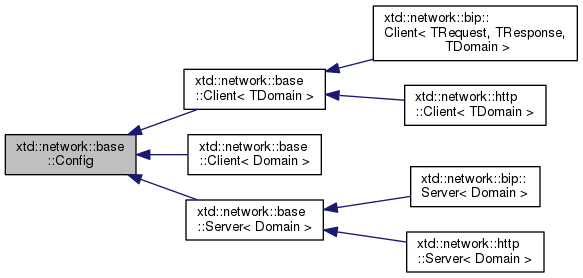 xtd::network::bip::
Client< TRequest, TResponse,
TDomain >
xtd::network::base
::Client< TDomain >
xtd::network::http
::Client< TDomain >
xtd::network::base
::Config
xtd::network::base
::Client< Domain >
xtd::network::bip::
Server< Domain >
xtd::network::base
::Server< Domain >
xtd::network::http
::Server< Domain >